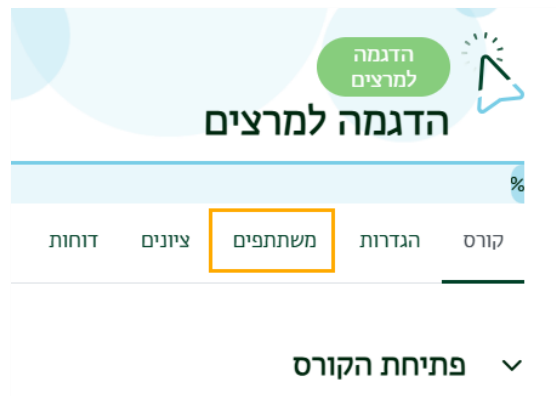 הדגמה
למרצים
הדגמה למרצים
%
קורס הגדרות משתתפים ציונים דוחות
פתיחת הקורס